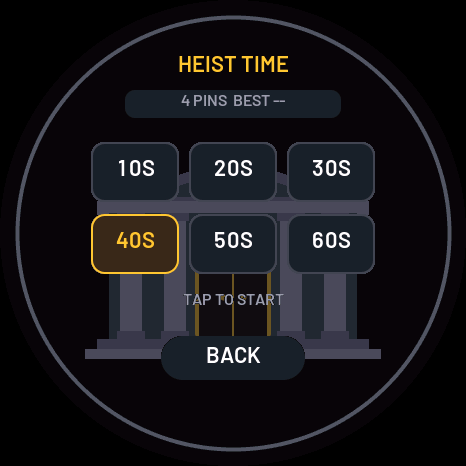 HEIST TIME
4 PINS BEST --
10S 20S 30S
40S 50S 60S
TAP TO START
BACK